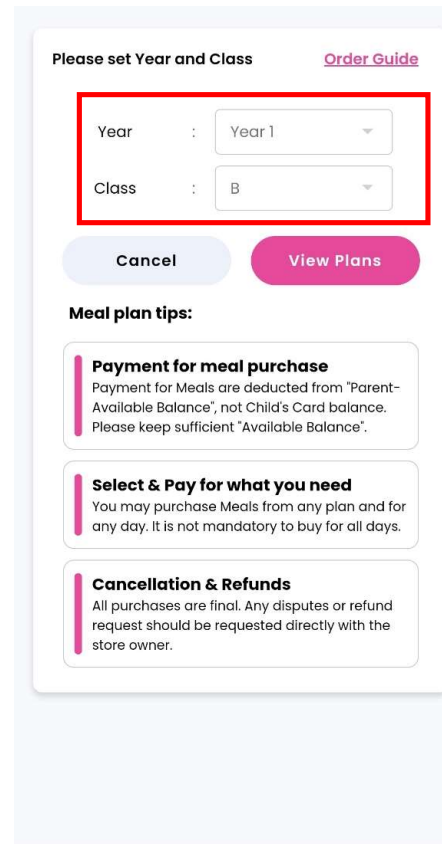 Please set Year and Class Order Guide
Year : Year 1
Class : B
Cancel View Plans
Meal plan tips:
Payment for meal purchase
Payment for Meals are deducted from "Parent-
Available Balance", not Child's Card balance.
Please keep sufficient "Available Balance".
Select & Pay for what you need
You may purchase Meals from any plan and for
any day. It is not mandatory to buy for all days.
Cancellation & Refunds
All purchases are final. Any disputes or refund
request should be requested directly with the
store owner.